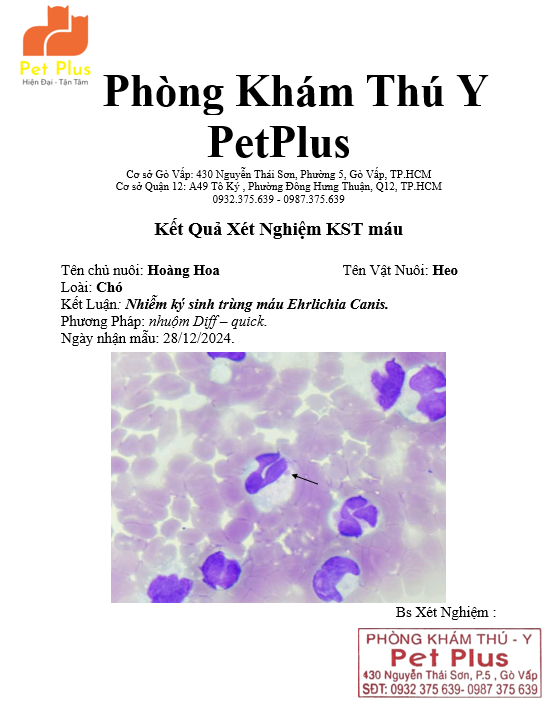 Pet Plus
Hiện Đại - Tận Tâm
Phòng Khám Thú Y
PetPlus
Cơ sở Gò Vấp: 430 Nguyễn Thái Sơn, Phường 5, Gò Vấp, TP.HCM
Cơ sở Quận 12: A49 Tô Ký , Phường Đông Hưng Thuận, Q12, TP.HCM
0932.375.639 - 0987.375.639
Kết Quả Xét Nghiệm KST máu
Tên chủ nuôi: Hoàng Hoa Tên Vật Nuôi: Heo
Loài: Chó
Kết Luận: Nhiễm ký sinh trùng máu Ehrlichia Canis.
Phương Pháp: nhuộm Diff – quick.
Ngày nhận mẫu: 28/12/2024.
Bs Xét Nghiệm :
PHÒNG KHÁM THÚ - Y
Pet Plus
430 Nguyễn Thái Sơn, P.5 , Gò Vấp
SĐT: 0932 375 639- 0987 375 639